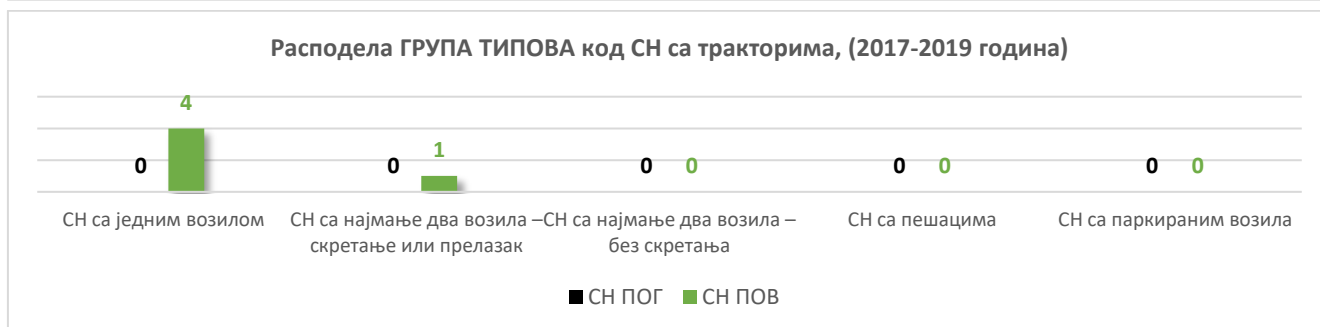 Расподела ГРУПА ТИПОВА код СН са тракторима, (2017-2019 година)
0 4 0 1 0 0 0 0 0 0
СН са једним возилом
СН са најмање два возила –
скретање или прелазак
СН са најмање два возила –
без скретања
СН са пешацима
СН са паркираним возила
СН ПОГ СН ПОВ